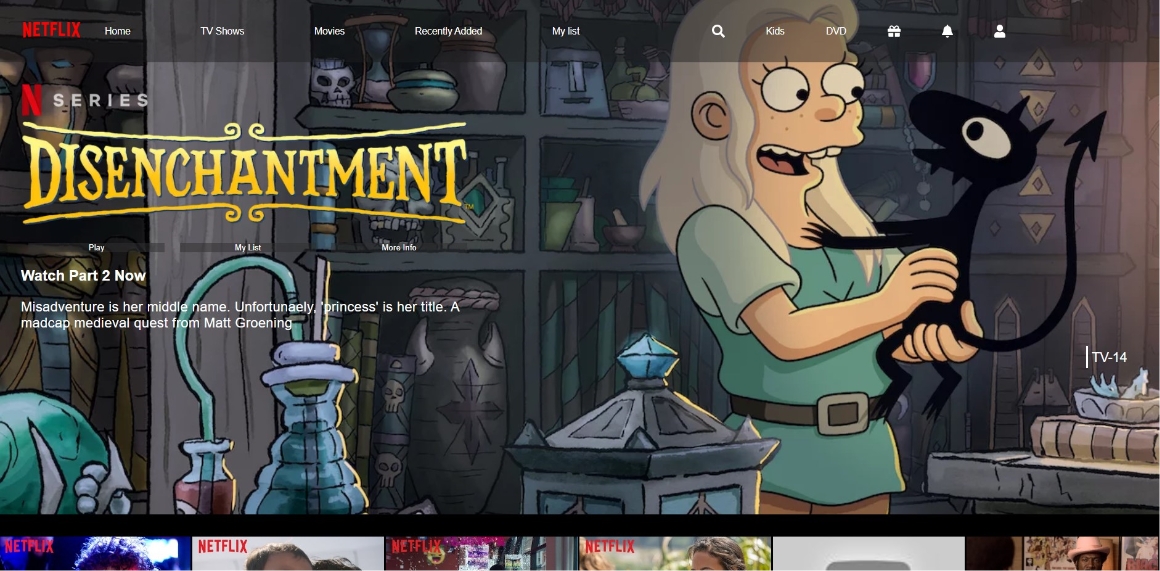 NETFLIX Home TV Shows Movies Recently Added My list Kids DVD
N SERIES
DISENCHANTMENT™
Play My List More Info
Watch Part 2 Now
Misadventure is her middle name. Unfortunaely, 'princess' is her title. A
madcap medieval quest from Matt Groening
TV-14
NETFLIX NETFLIX NETFLIX NETFLIX